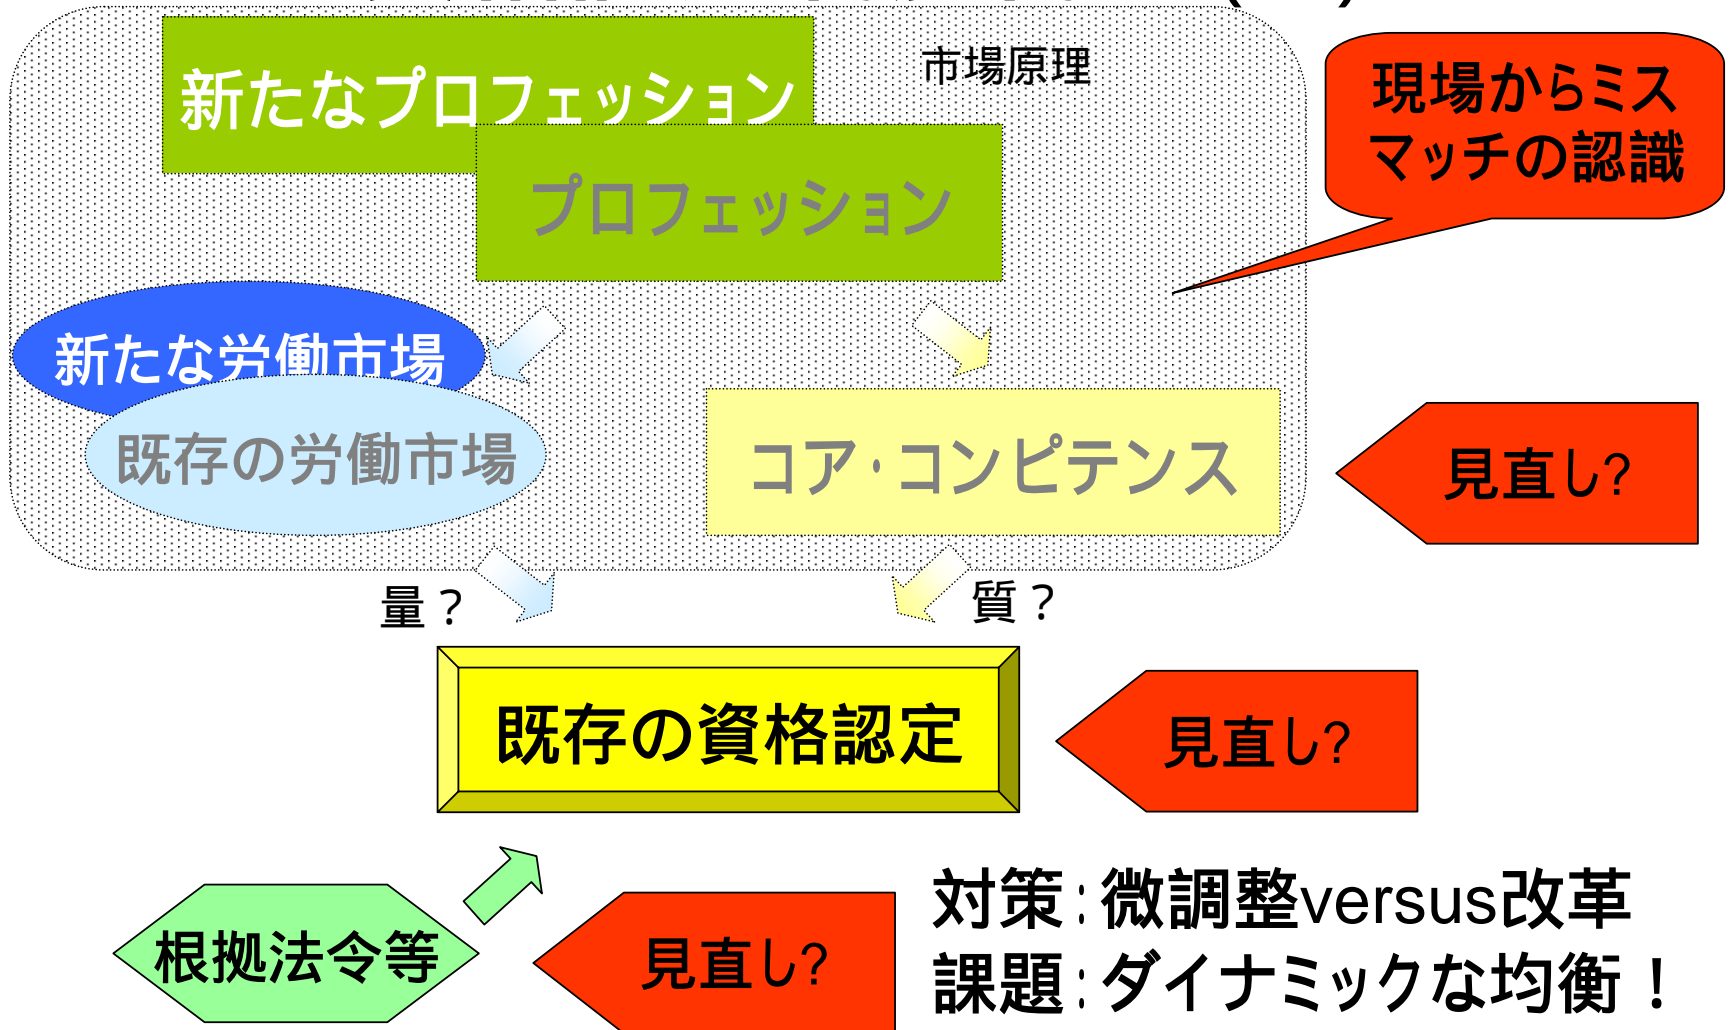 新たなプロフェッション
市場原理
プロフェッション
現場からミス
マッチの認識
新たな労働市場
既存の労働市場
コア・コンピテンス
見直し?
量？
質？
既存の資格認定
見直し?
根拠法令等
見直し?
対策:微調整versus改革
課題:ダイナミックな均衡！